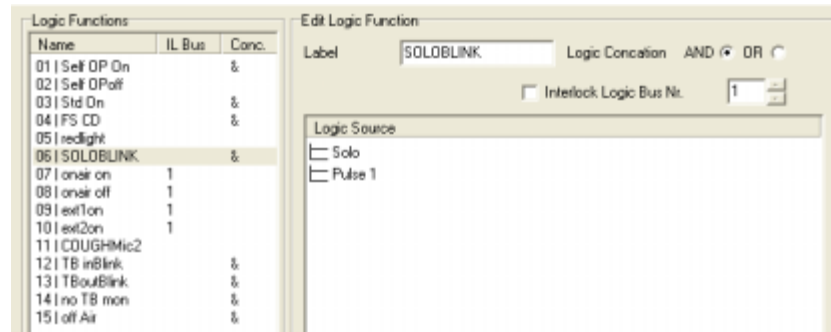 Logic Functions
Name IL Bus Conc.
01 | Self OP On &
02 | Self OPoff
03 | Std On &
04 | FS CD &
05 | redlight
06 | SOLOBLINK &
07 | onair on 1
08 | onair off 1
09 | ext1on 1
10 | ext2on 1
11 | COUGHMic2
12 | TB inBlink &
13 | TBoutBlink &
14 | no TB mon &
15 | off Air &
Edit Logic Function
Label SOLOBLINK Logic Concation AND OR
Interlock Logic Bus Nr. 1
Logic Source
Solo
Pulse 1